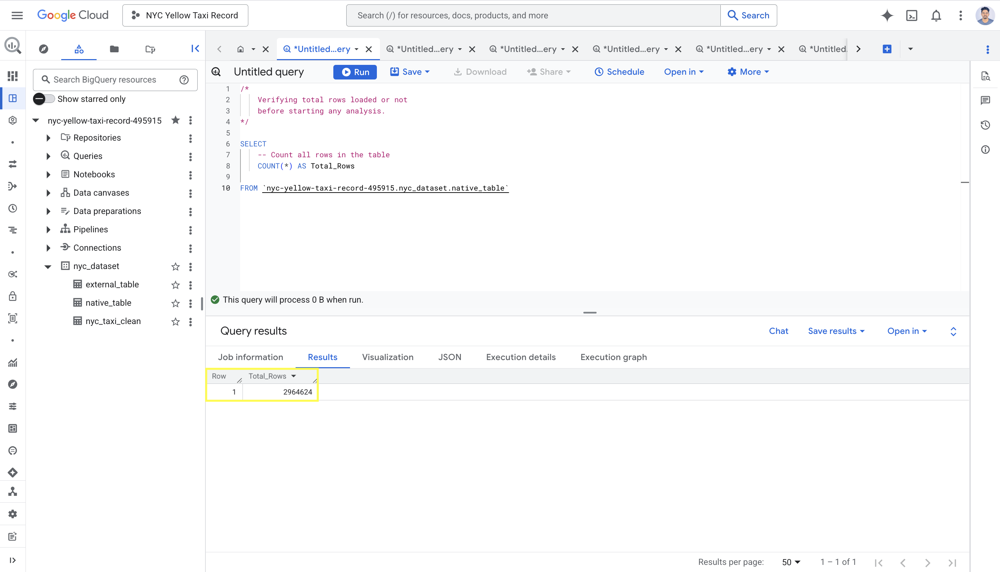 Google Cloud
NYC Yellow Taxi Record
Search (/) for resources, docs, products, and more
Search
*Untitled...ery
*Untitled...ery
*Untitled...ery
*Untitled...ery
*Untitled...ery
*Untitled.
Search BigQuery resources
Show starred only
nyc-yellow-taxi-record-495915
Repositories
Queries
Notebooks
Data canvases
Data preparations
Pipelines
Connections
nyc_dataset
external_table
native_table
nyc_taxi_clean
Untitled query
Run
Save
Download
Share
Schedule
Open in
More
1 /*
2 Verifying total rows loaded or not
3 before starting any analysis.
4 */
5
6 SELECT
7 -- Count all rows in the table
8 COUNT(*) AS Total_Rows
9
10 FROM `nyc-yellow-taxi-record-495915.nyc_dataset.native_table`
This query will process 0 B when run.
Query results
Chat
Save results
Open in
Job information
Results
Visualization
JSON
Execution details
Execution graph
Row Total_Rows
1 2964624
Results per page: 50 1 – 1 of 1